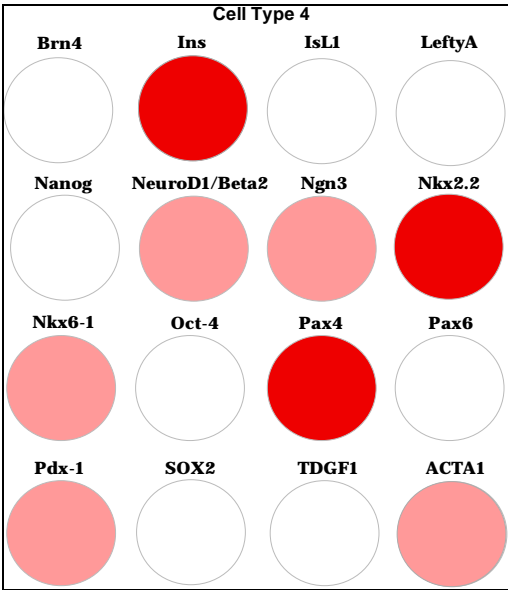 Cell Type 4
Brn4 Ins IsL1 LeftyA
Nanog NeuroD1/Beta2 Ngn3 Nkx2.2
Nkx6-1 Oct-4 Pax4 Pax6
Pdx-1 SOX2 TDGF1 ACTA1